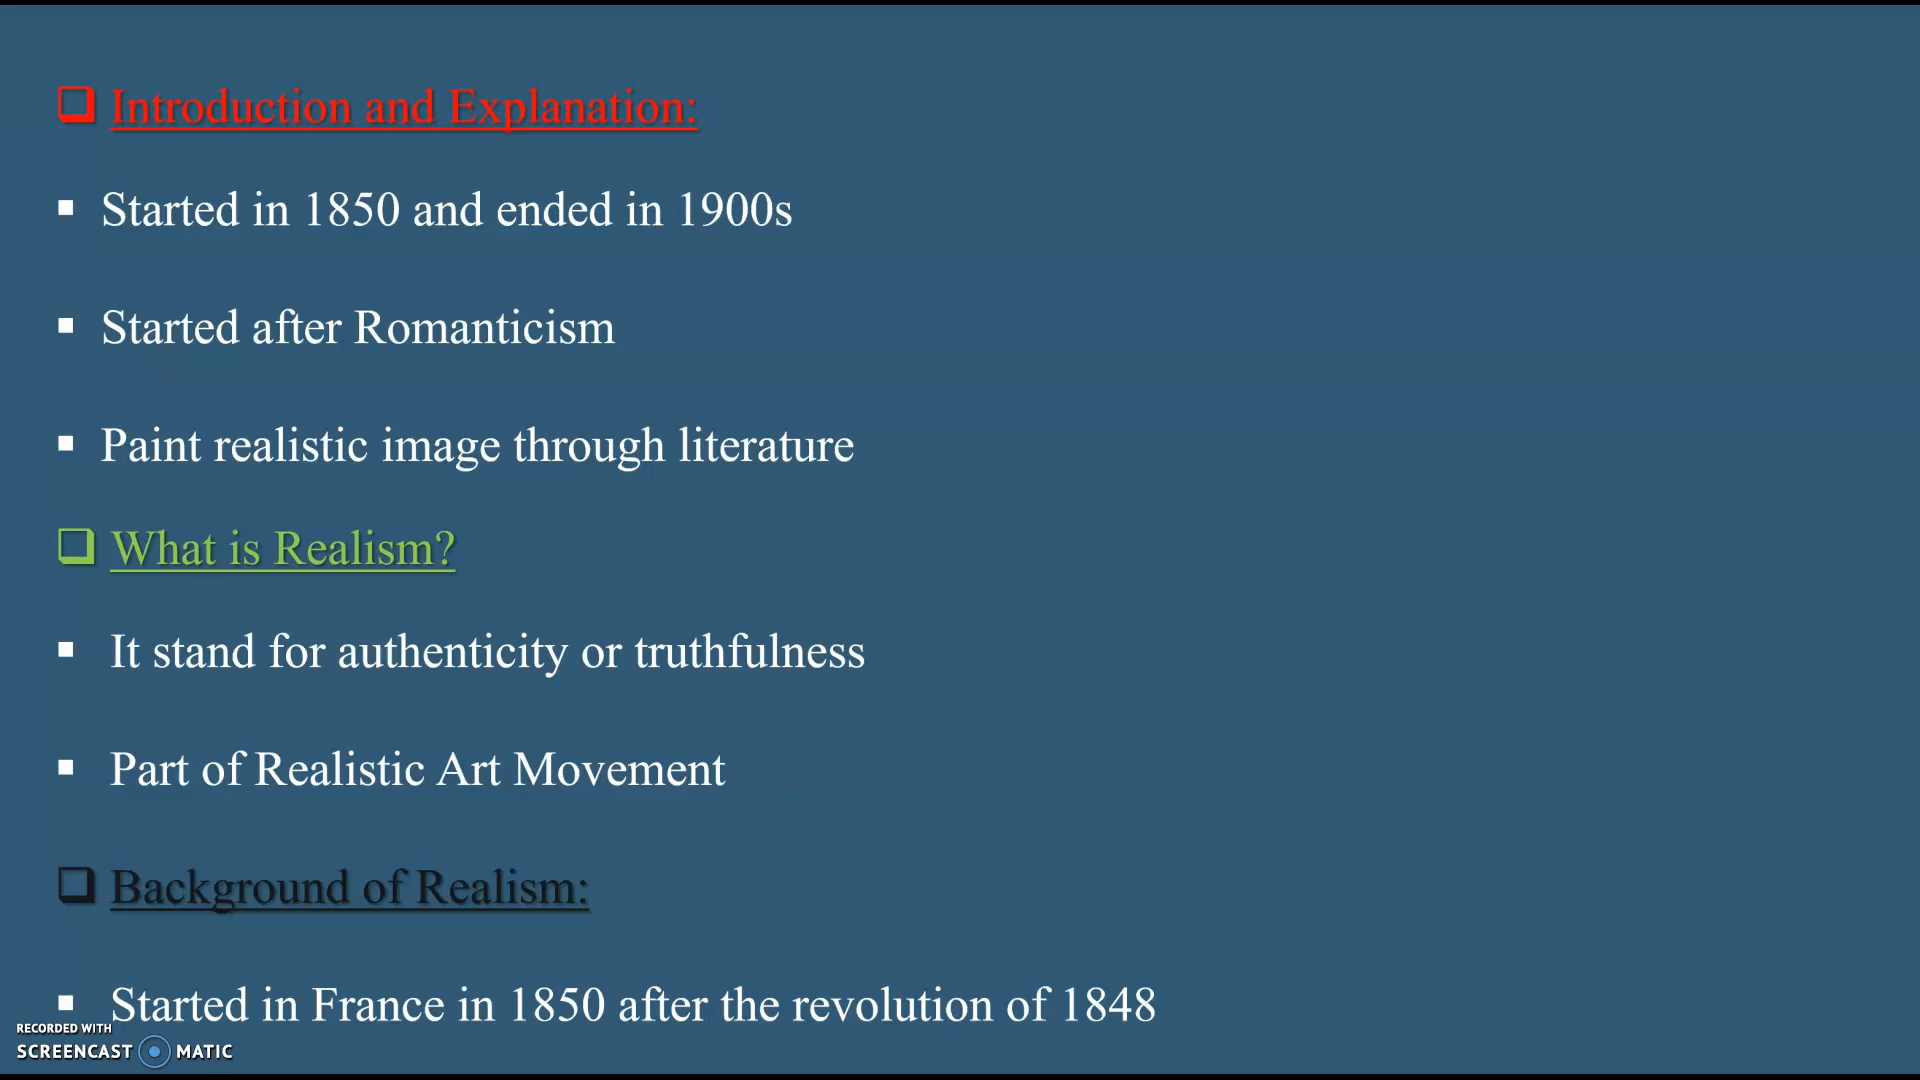 Introduction and Explanation:
Started in 1850 and ended in 1900s
Started after Romanticism
Paint realistic image through literature
What is Realism?
It stand for authenticity or truthfulness
Part of Realistic Art Movement
Background of Realism:
Started in France in 1850 after the revolution of 1848
RECORDED WITH
SCREENCAST MATIC